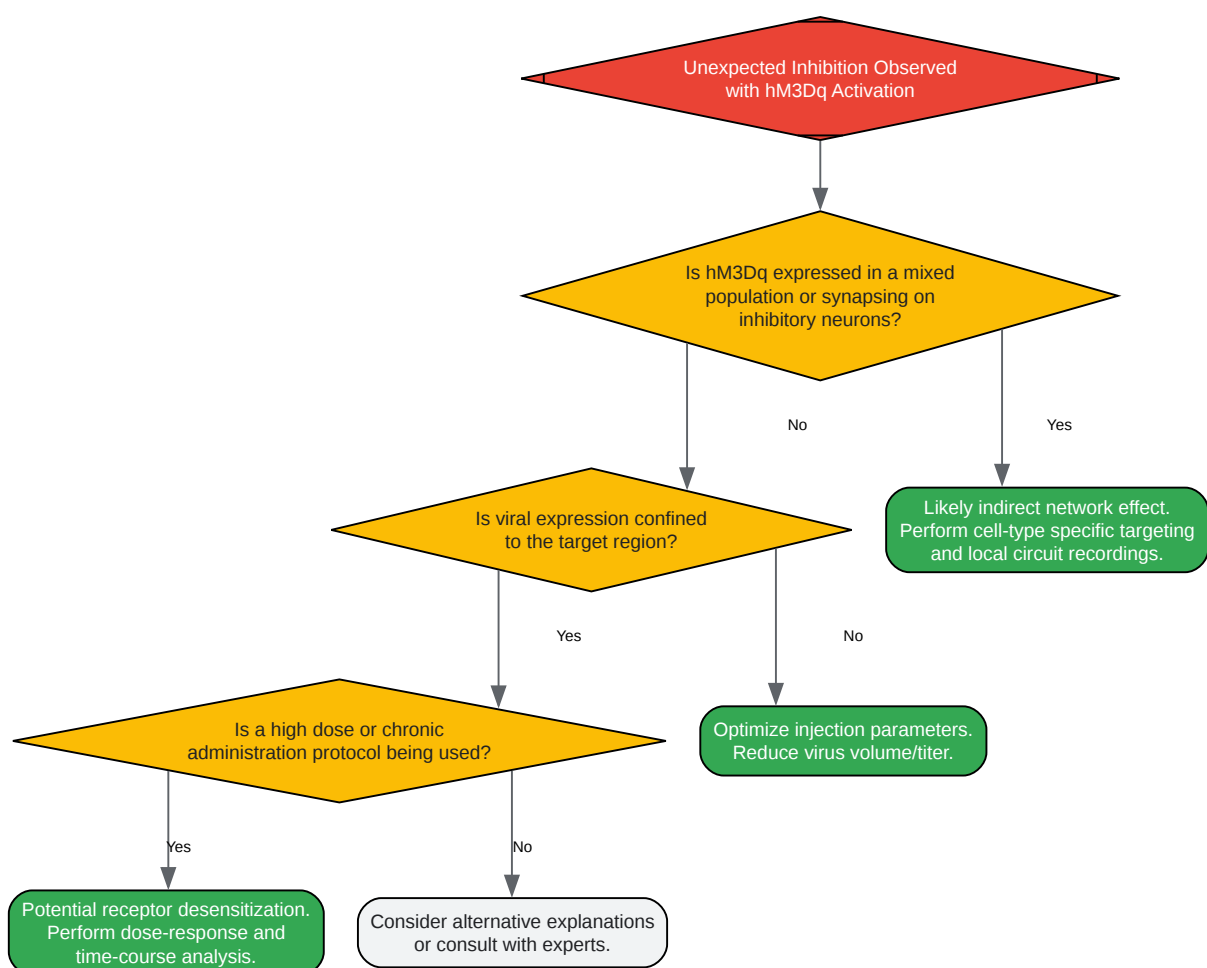 Unexpected Inhibition Observed
with hM3Dq Activation
Is hM3Dq expressed in a mixed
population or synapsing on
inhibitory neurons?
No
Yes
Is viral expression confined
to the target region?
Likely indirect network effect.
Perform cell-type specific targeting
and local circuit recordings.
Yes
No
Is a high dose or chronic
administration protocol being used?
Optimize injection parameters.
Reduce virus volume/titer.
Yes
No
Potential receptor desensitization.
Perform dose-response and
time-course analysis.
Consider alternative explanations
or consult with experts.